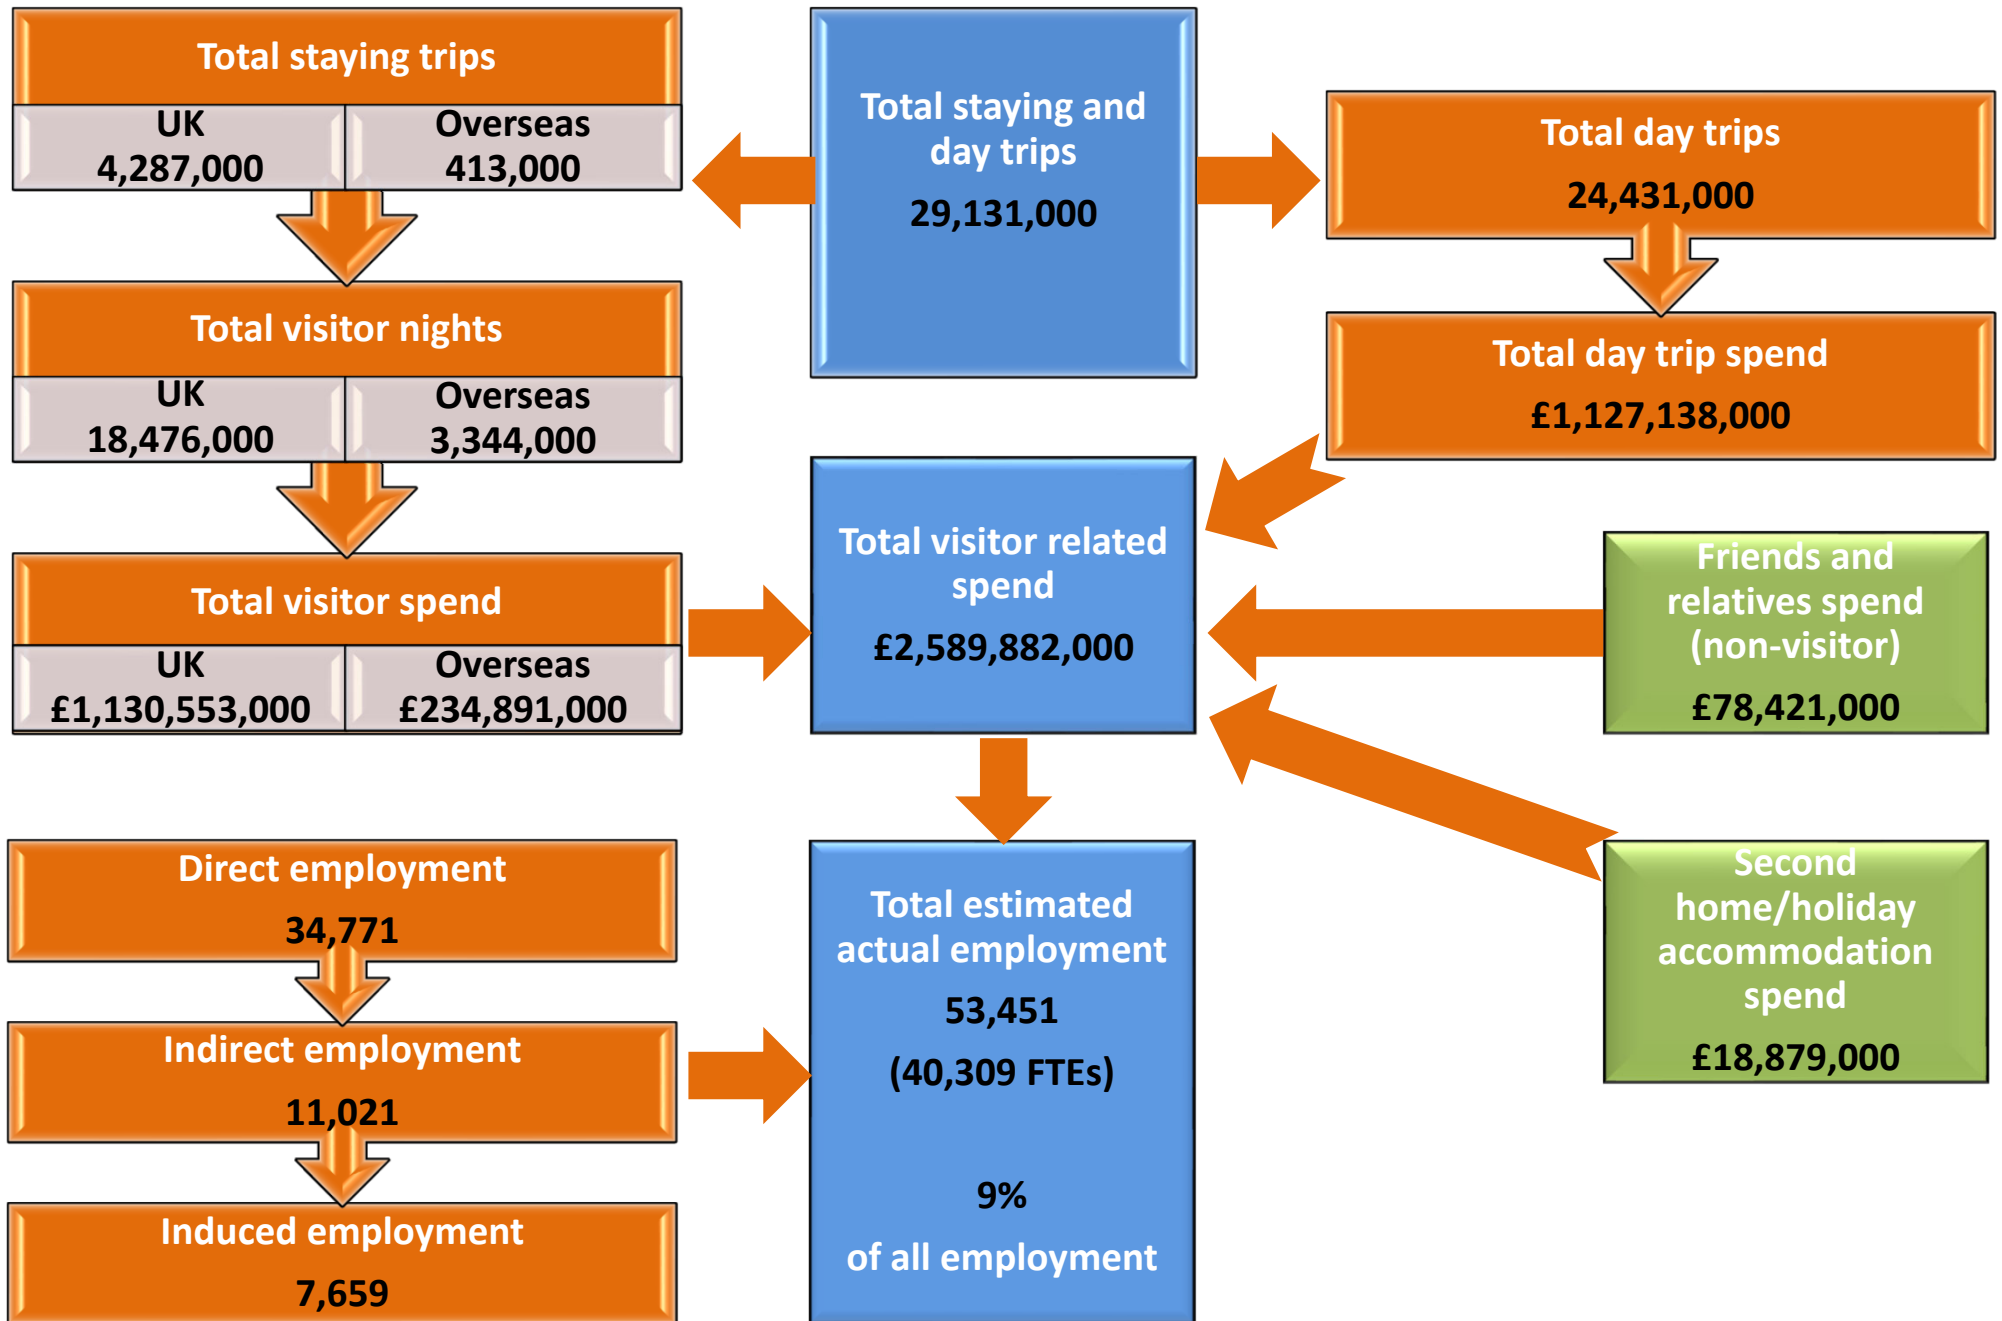 Total staying trips
UK
4,287,000
Overseas
413,000
Total visitor nights
UK
18,476,000
Overseas
3,344,000
Total visitor spend
UK
£1,130,553,000
Overseas
£234,891,000
Direct employment
34,771
Indirect employment
11,021
Induced employment
7,659
Total staying and
day trips
29,131,000
Total visitor related
spend
£2,589,882,000
Total estimated
actual employment
53,451
(40,309 FTEs)
9%
of all employment
Total day trips
24,431,000
Total day trip spend
£1,127,138,000
Friends and
relatives spend
(non-visitor)
£78,421,000
Second
home/holiday
accommodation
spend
£18,879,000